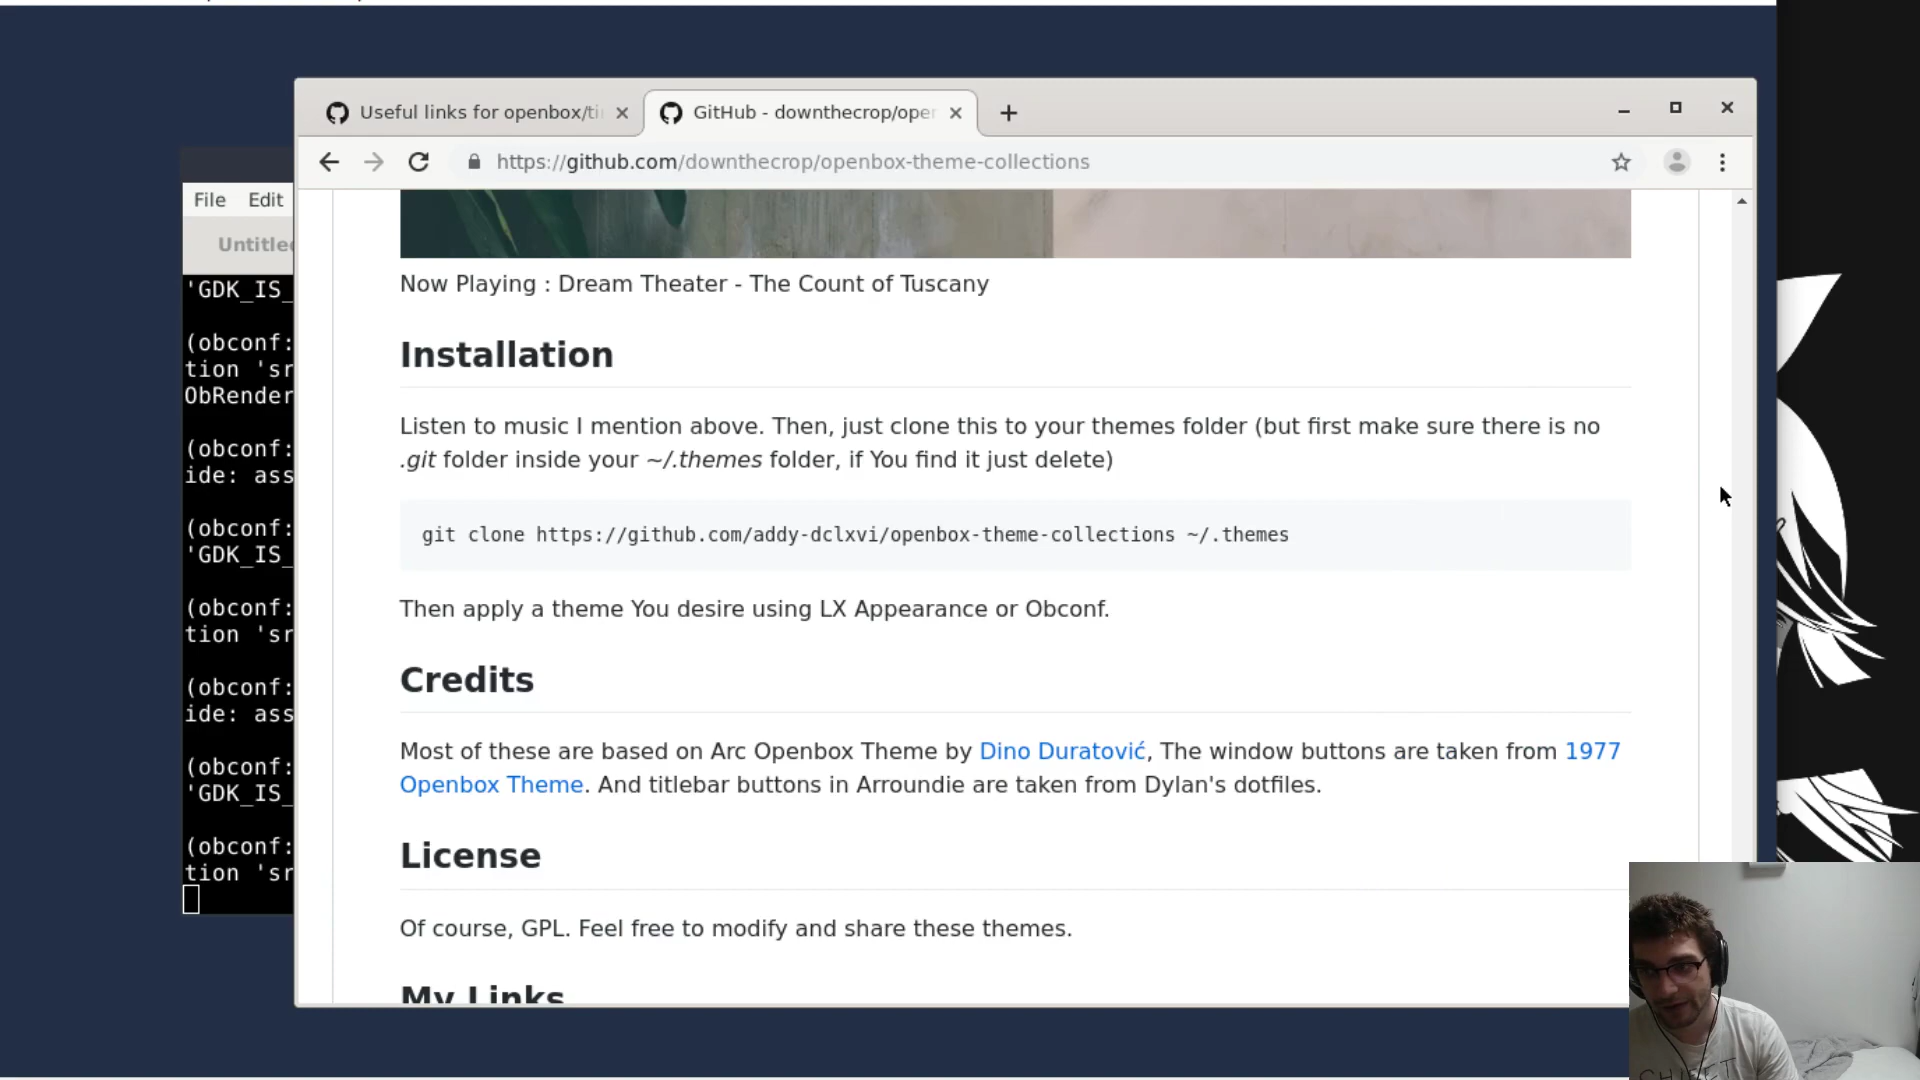 Useful links for openbox/ti
GitHub - downthecrop/oper
https://github.com/downthecrop/openbox-theme-collections
File Edit
Untitle
'GDK_IS_
(obconf:
tion 'sr
ObRender
(obconf:
ide: ass
(obconf:
'GDK_IS_
(obconf:
tion 'sr
(obconf:
ide: ass
(obconf:
'GDK_IS_
(obconf:
tion 'sr
Now Playing : Dream Theater - The Count of Tuscany
Installation
Listen to music I mention above. Then, just clone this to your themes folder (but first make sure there is no
.git folder inside your ~/.themes folder, if You find it just delete)
git clone https://github.com/addy-dclxvi/openbox-theme-collections ~/.themes
Then apply a theme You desire using LX Appearance or Obconf.
Credits
Most of these are based on Arc Openbox Theme by Dino Duratović, The window buttons are taken from 1977
Openbox Theme. And titlebar buttons in Arroundie are taken from Dylan's dotfiles.
License
Of course, GPL. Feel free to modify and share these themes.
My Links